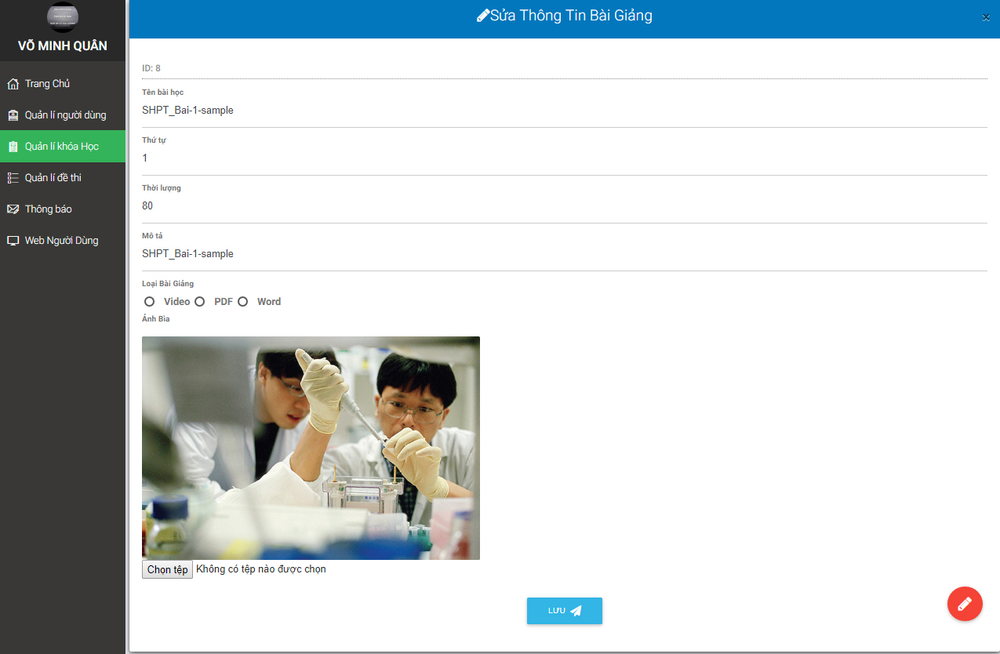 VÕ MINH QUÂN
Trang Chủ
Quản lí người dùng
Quản lí khóa Học
Quản lí đề thi
Thông báo
Web Người Dùng
Sửa Thông Tin Bài Giảng
×
ID: 8
Tên bài học
SHPT_Bai-1-sample
Thứ tự
1
Thời lượng
80
Mô tả
SHPT_Bai-1-sample
Loại Bài Giảng
Video PDF Word
Ảnh Bìa
Chọn tệp Không có tệp nào được chọn
LƯU